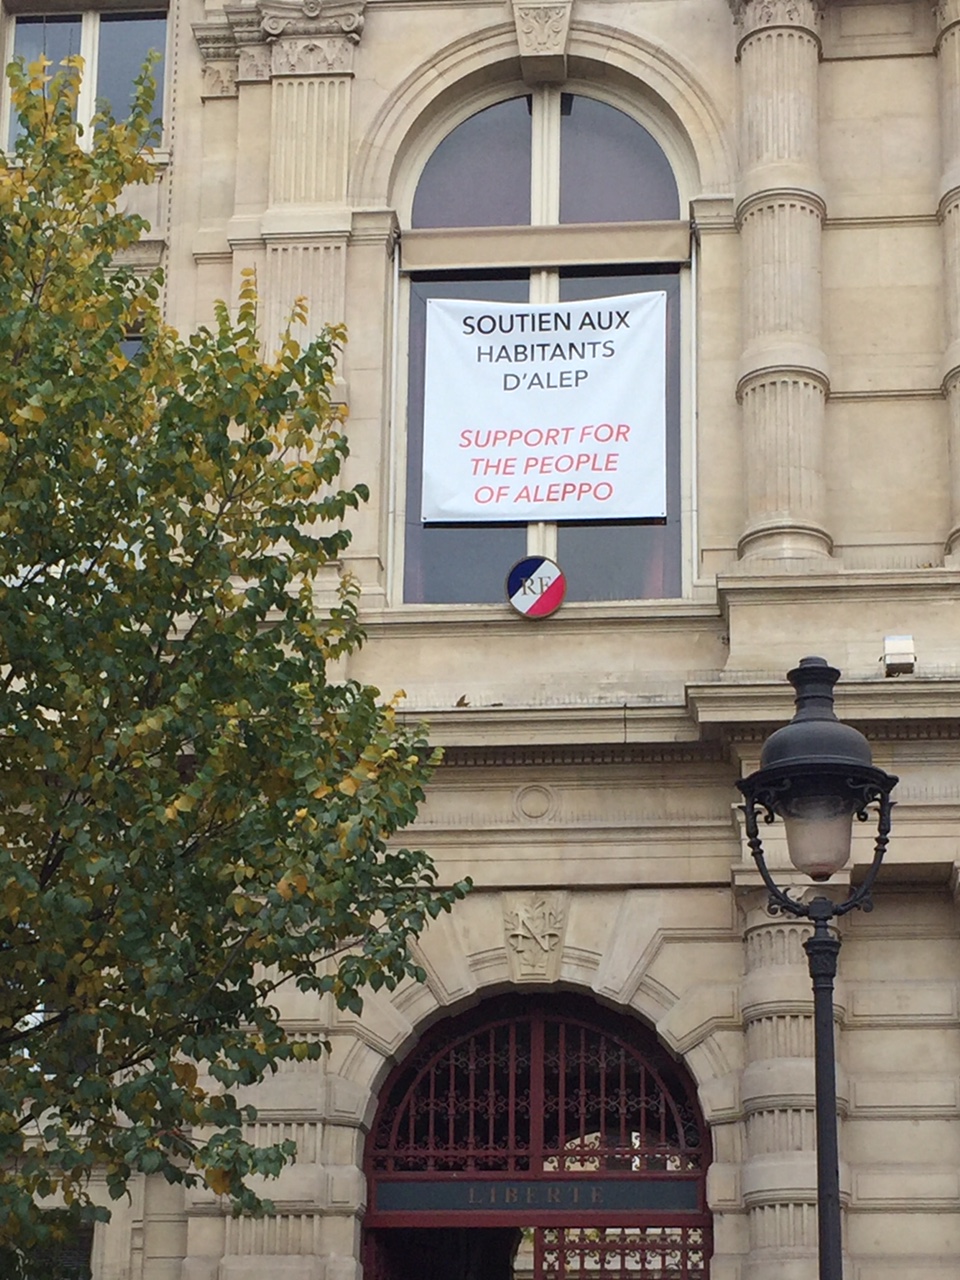 SOUTIEN AUX
HABITANTS
D'ALEP
SUPPORT FOR
THE PEOPLE
OF ALEPPO
RF
N
LIBERTE